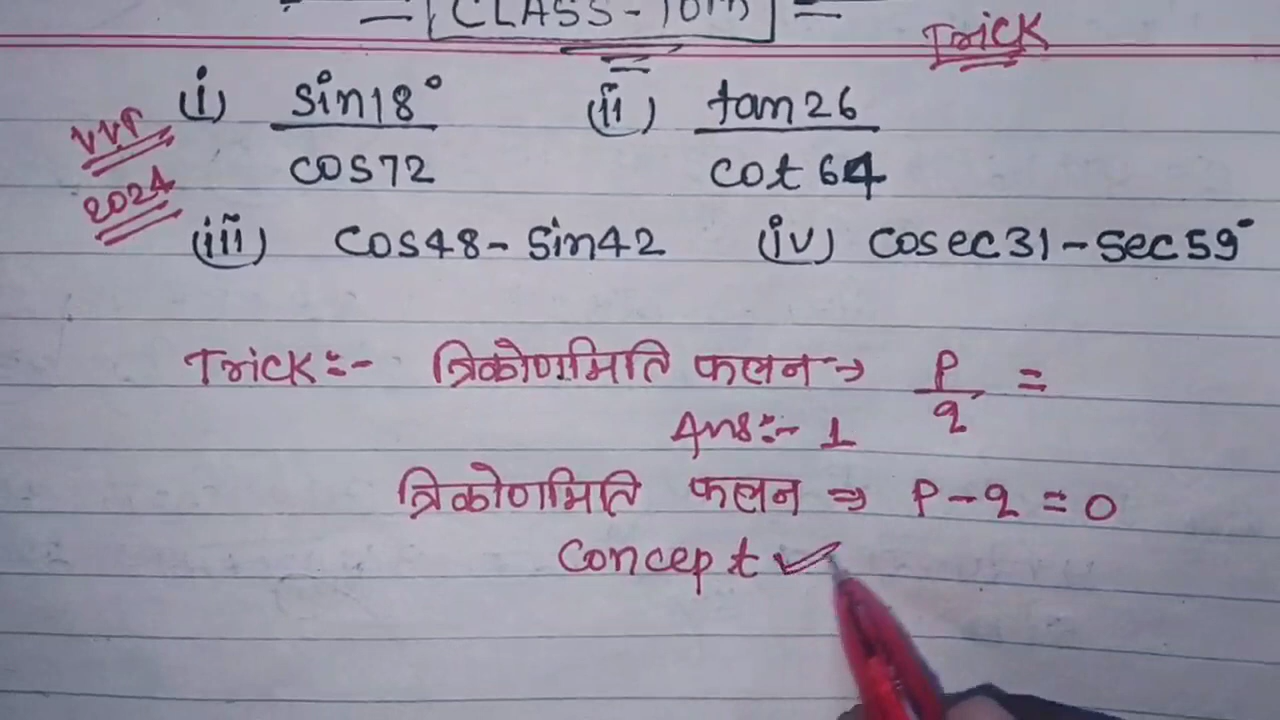 = CLASS-10th =
Trick
(i) sin18° (ii) tan26
cos72 cot64
VVI
2024
(iii) cos48-sin42 (iv) cosec31-sec59°
Trick:- त्रिकोणमिति फलन→ P/q =
Ans:- 1
त्रिकोणमिति फलन ⇒ P-q=0
Concept ✓